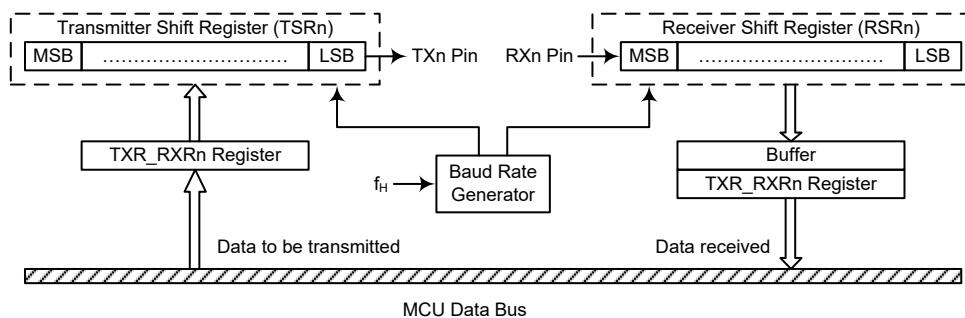 Transmitter Shift Register (TSRn)
MSB ………………………… LSB
TXn Pin
RXn Pin
Receiver Shift Register (RSRn)
MSB ………………………… LSB
TXR_RXRn Register
fH
Baud Rate
Generator
Buffer
TXR_RXRn Register
Data to be transmitted
Data received
MCU Data Bus